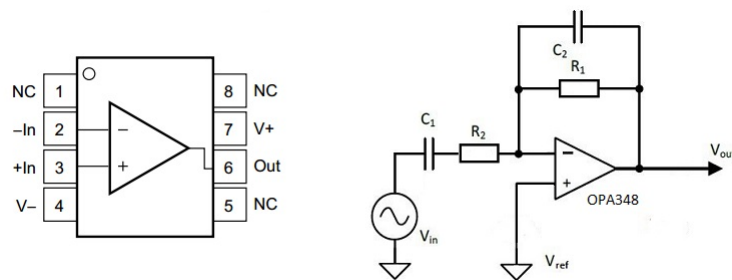 NC 1
8 NC
–In 2
–
7 V+
+In 3
+
6 Out
V– 4
5 NC
C2
R1
C1
R2
–
+
OPA348
Vou
Vin
Vref